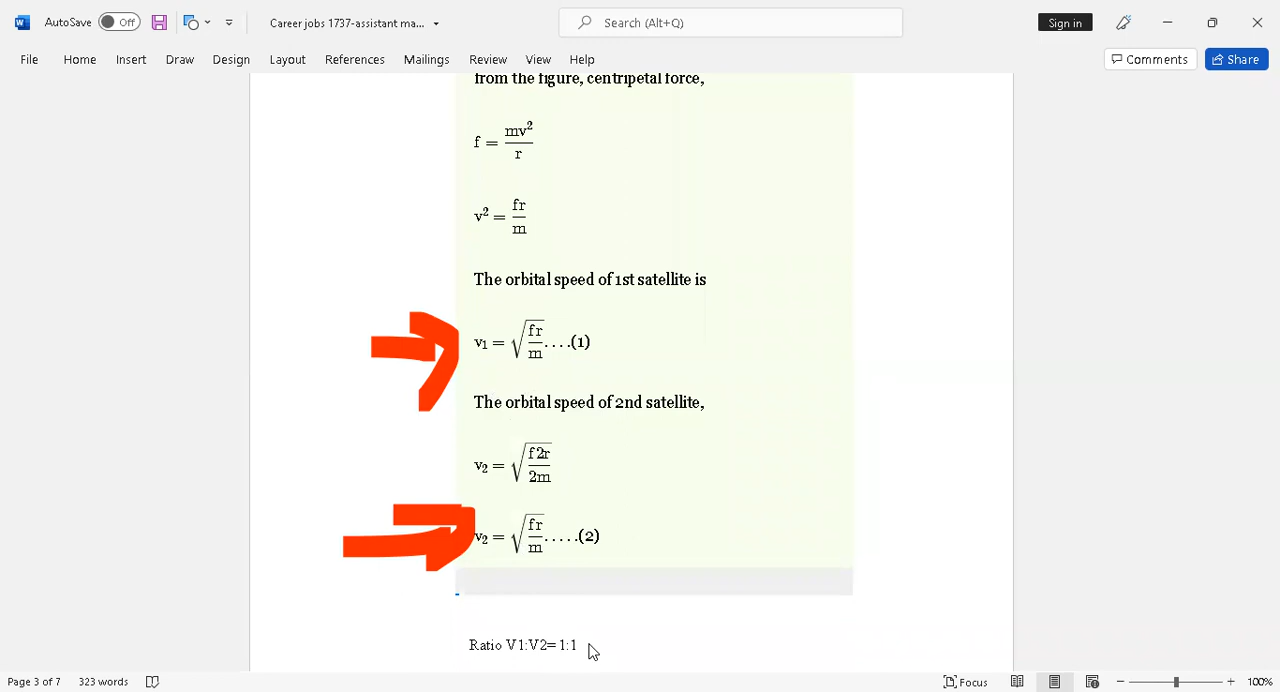 AutoSave Off Career jobs 1737-assistant ma... Search (Alt+Q) Sign in
File Home Insert Draw Design Layout References Mailings Review View Help Comments Share
from the figure, centripetal force,
f = mv²/r
v² = fr/m
The orbital speed of 1st satellite is
v₁ = √(fr/m) . . . .(1)
The orbital speed of 2nd satellite,
v₂ = √(f2r/2m)
v₂ = √(fr/m) . . . . .(2)
Ratio V1:V2= 1:1
Page 3 of 7 323 words Focus 100%